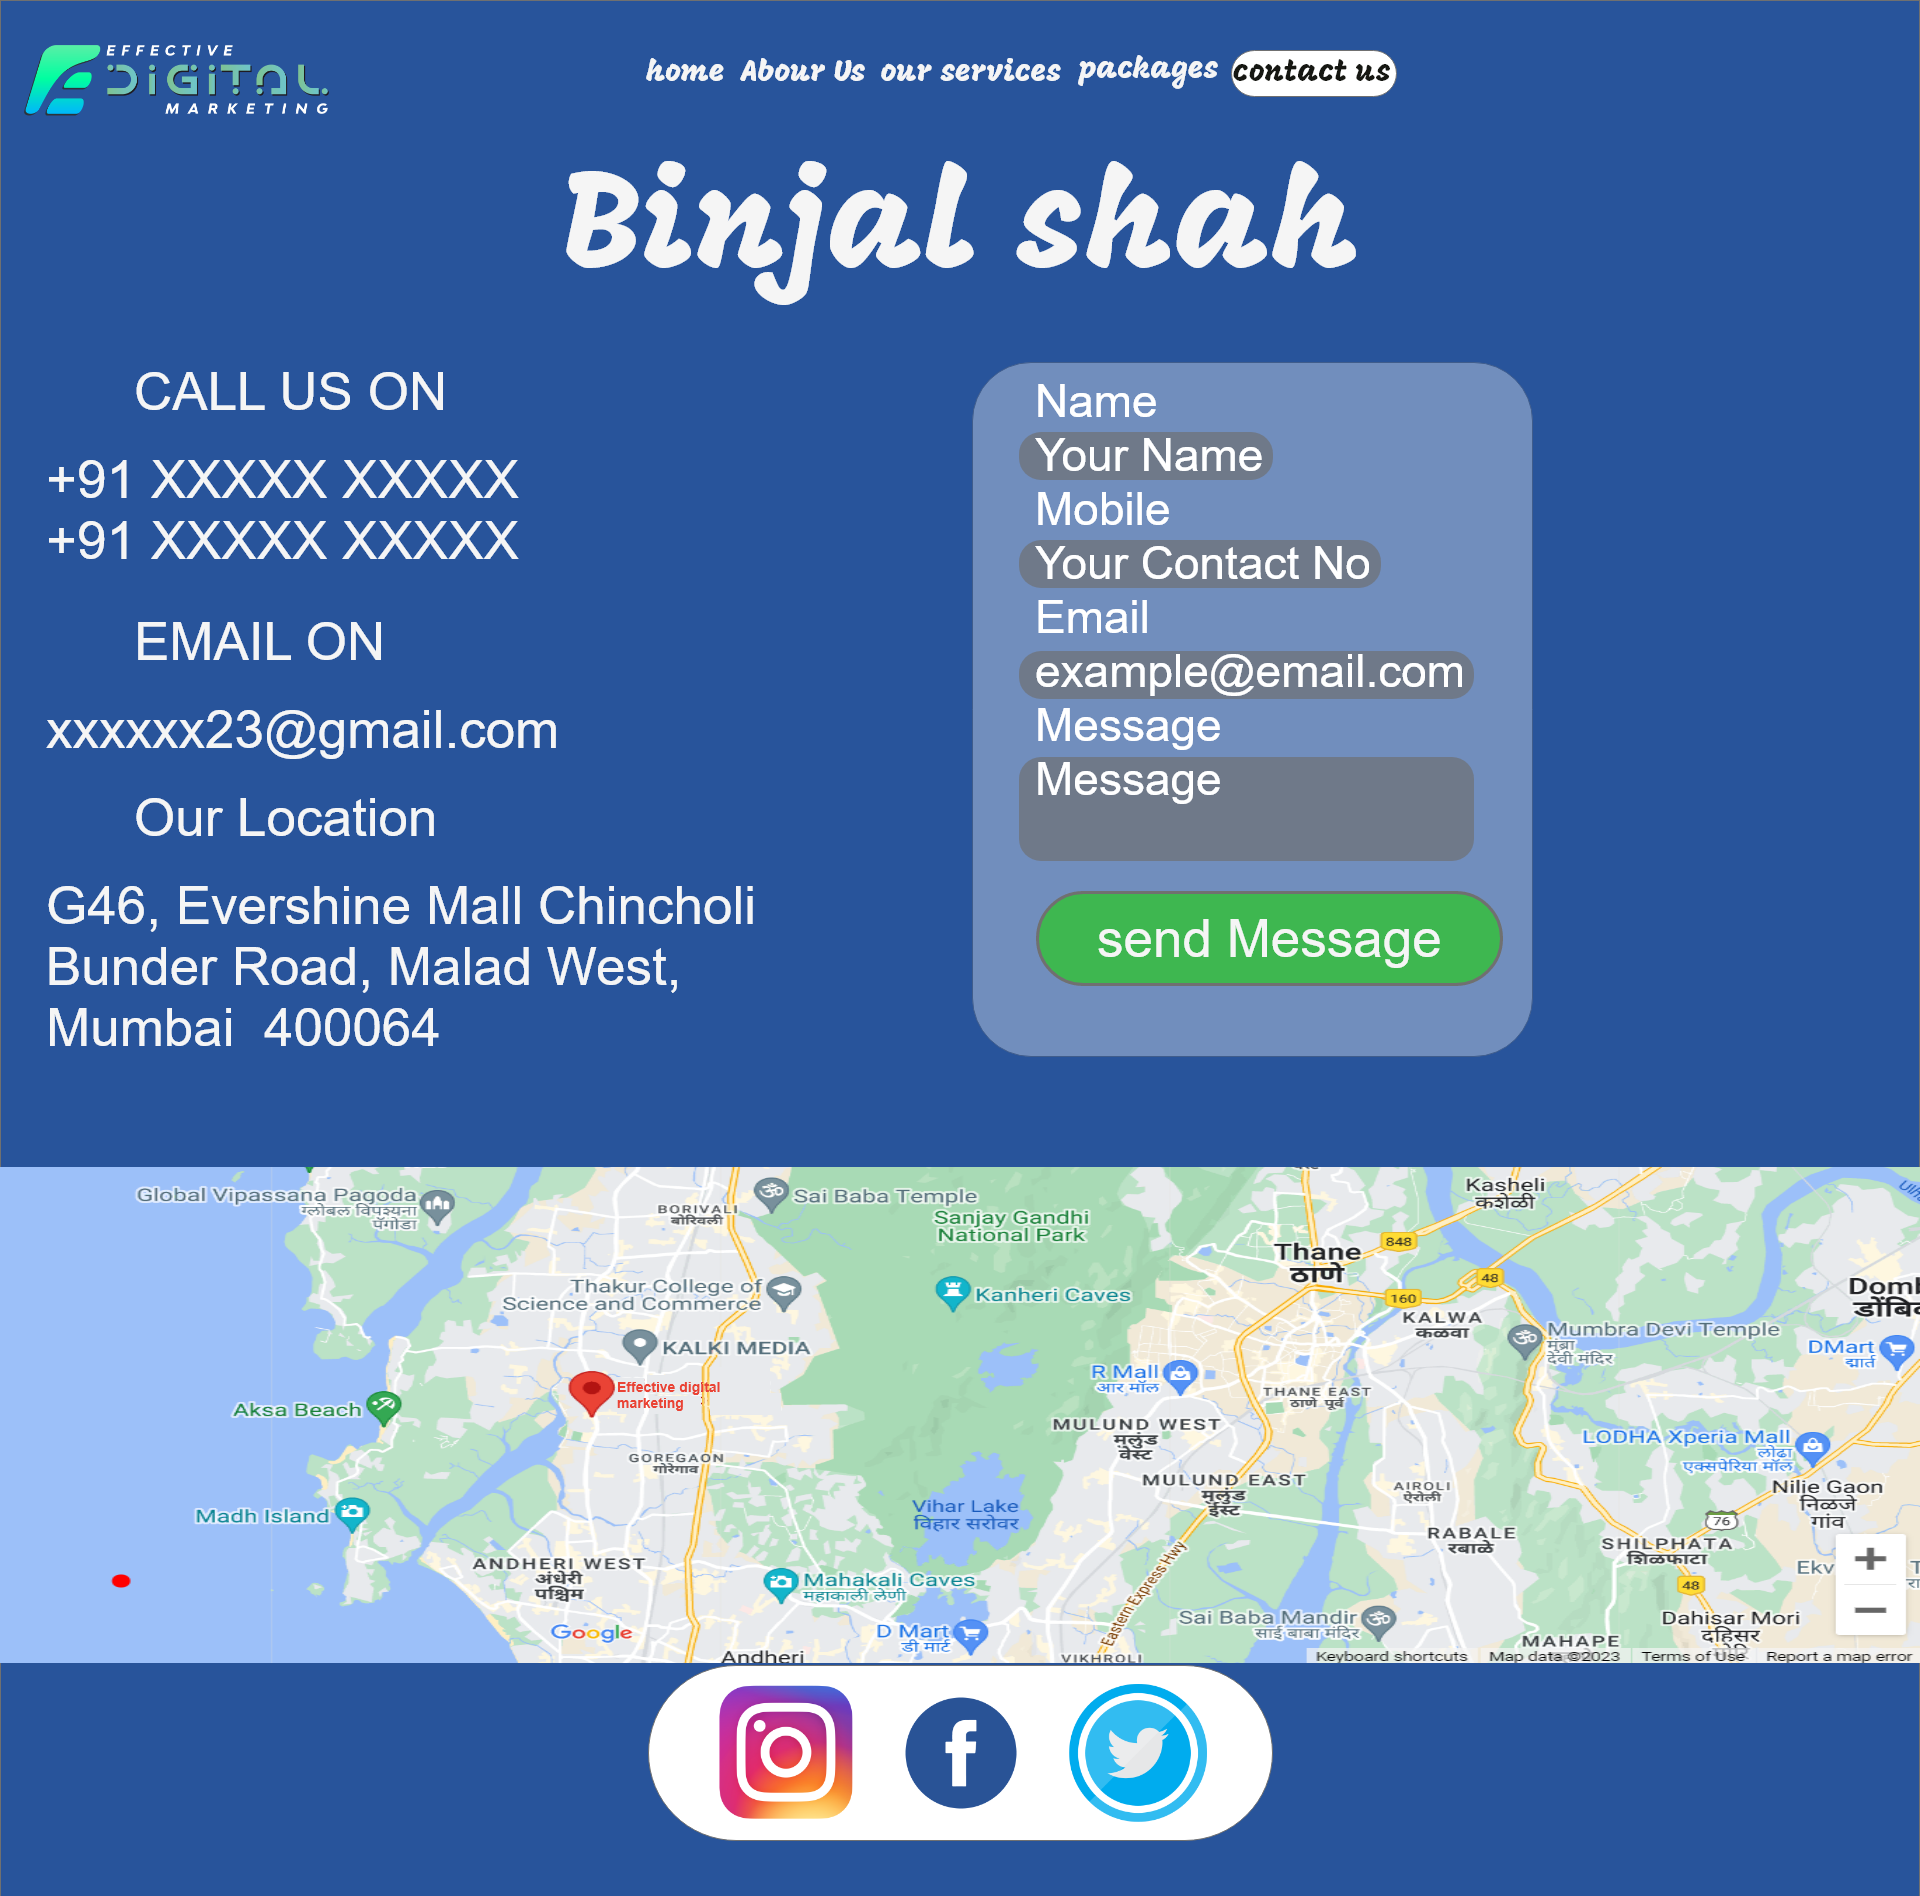 EFFECTIVE
DIGITAL
MARKETING
home Abour Us our services packages contact us
Binjal shah
CALL US ON
+91 XXXXX XXXXX
+91 XXXXX XXXXX
EMAIL ON
xxxxxx23@gmail.com
Our Location
G46, Evershine Mall Chincholi
Bunder Road, Malad West,
Mumbai 400064
Name
Your Name
Mobile
Your Contact No
Email
example@email.com
Message
Message
send Message
Global Vipassana Pagoda
ग्लोबल विपश्यना
पॅगोडा
BORIVALI
बोरिवली
Sai Baba Temple
Sanjay Gandhi
National Park
Kasheli
कशेळी
848
Thane
ठाणे
48
160
Thakur College of
Science and Commerce
Kanheri Caves
KALWA
कळवा
Mumbra Devi Temple
मुंब्रा
देवी मंदिर
KALKI MEDIA
DMart
R Mall
आर मॉल
Effective digital
marketing
THANE EAST
ठाणे पूर्व
Aksa Beach
MULUND WEST
मुलुंड
वेस्ट
LODHA Xperia Mall
लोढा
एक्सपेरिया मॉल
GOREGAON
गोरेगाव
MULUND EAST
मुलुंड
ईस्ट
AIROLI
ऐरोली
Nilje Gaon
निळजे
गांव
Madh Island
Vihar Lake
विहार सरोवर
76
RABALE
रबाळे
SHILPHATA
शिळफाटा
ANDHERI WEST
अंधेरी
पश्चिम
Mahakali Caves
महाकाली लेणी
Eastern Express Hwy
48
Sai Baba Mandir
साई बाबा मंदिर
Dahisar Mori
दहिसर
Google
D Mart
डी मार्ट
MAHAPE
Andheri
VIKHROLI
Keyboard shortcuts Map data ©2023 Terms of Use Report a map error